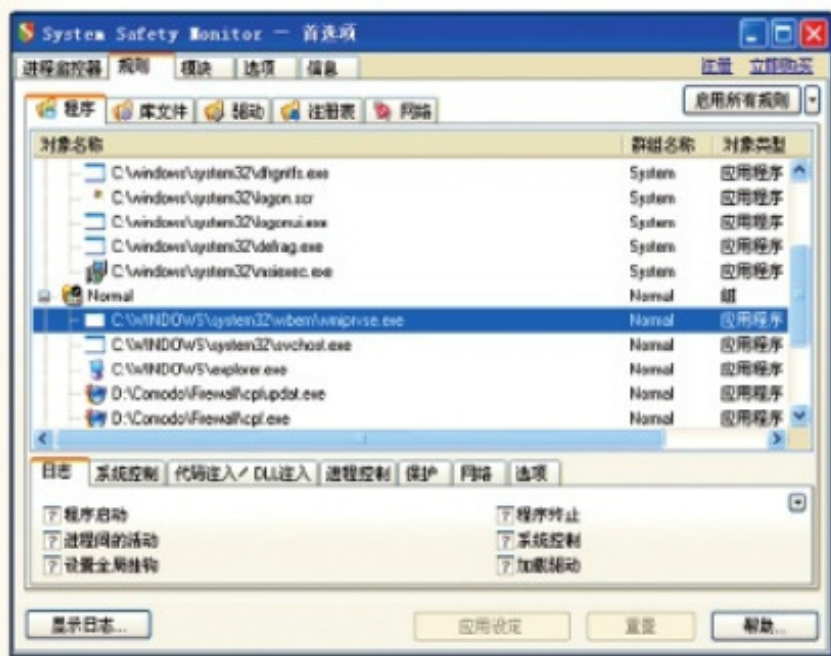 System Safety Monitor — 首选项
进程监控器 规则 模块 选项 信息 注册 立即购买
程序 库文件 驱动 注册表 网络 启用所有规则
对象名称 群组名称 对象类型
System 应用程序
C:\windows\system32\logon.scr System 应用程序
C:\windows\system32\logonui.exe System 应用程序
C:\windows\system32\defrag.exe System 应用程序
C:\windows\system32\msiexec.exe System 应用程序
Normal Normal 组
C:\WINDOWS\system32\wbem\wmiprvse.exe Normal 应用程序
C:\WINDOWS\system32\svchost.exe Normal 应用程序
C:\WINDOWS\explorer.exe Normal 应用程序
D:\Comodo\Firewall\cplupdat.exe Normal 应用程序
D:\Comodo\Firewall\cpf.exe Normal 应用程序
日志 系统控制 代码注入/DLL注入 进程控制 保护 网络 选项
程序启动 程序终止
进程间的活动 系统控制
设置全局挂钩 加载驱动
显示日志... 应用设定 重置 帮助...